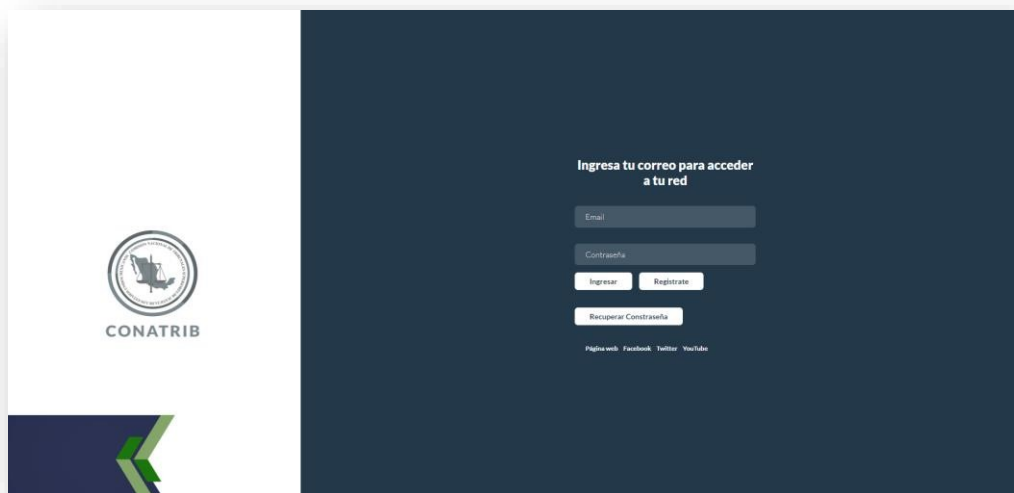 CONATRIB
Ingresa tu correo para acceder
a tu red
Email
Contraseña
Ingresar
Registrate
Recuperar Constraseña
Página web Facebook Twitter YouTube